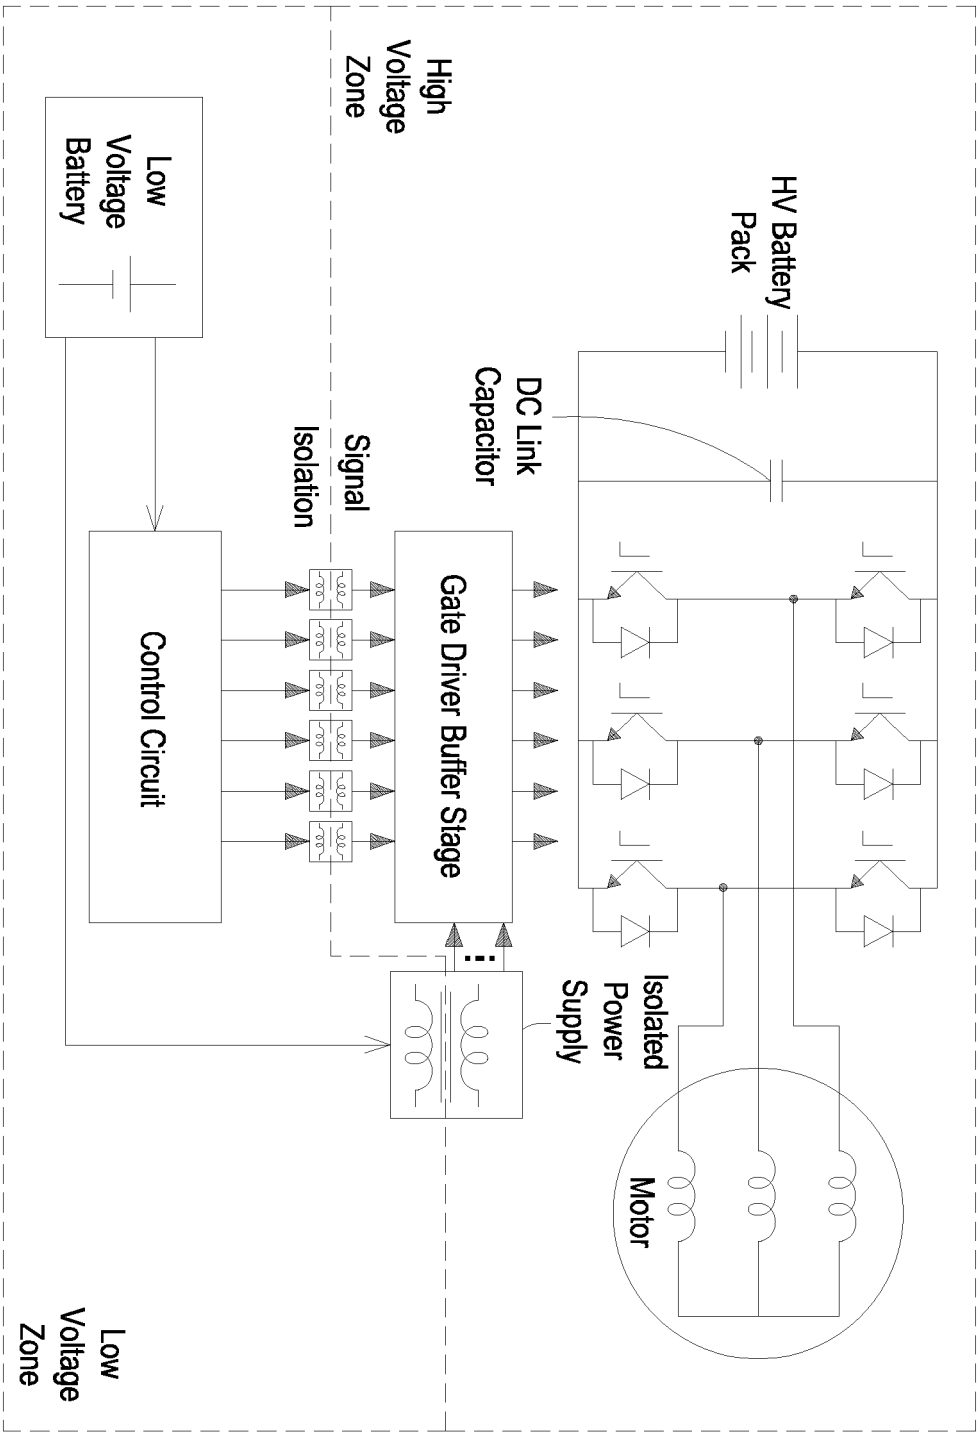 High
Voltage
Zone
HV Battery
Pack
DC Link
Capacitor
Isolated
Power
Supply
Motor
Gate Driver Buffer Stage
Signal
Isolation
Low
Voltage
Battery
Control Circuit
Low
Voltage
Zone